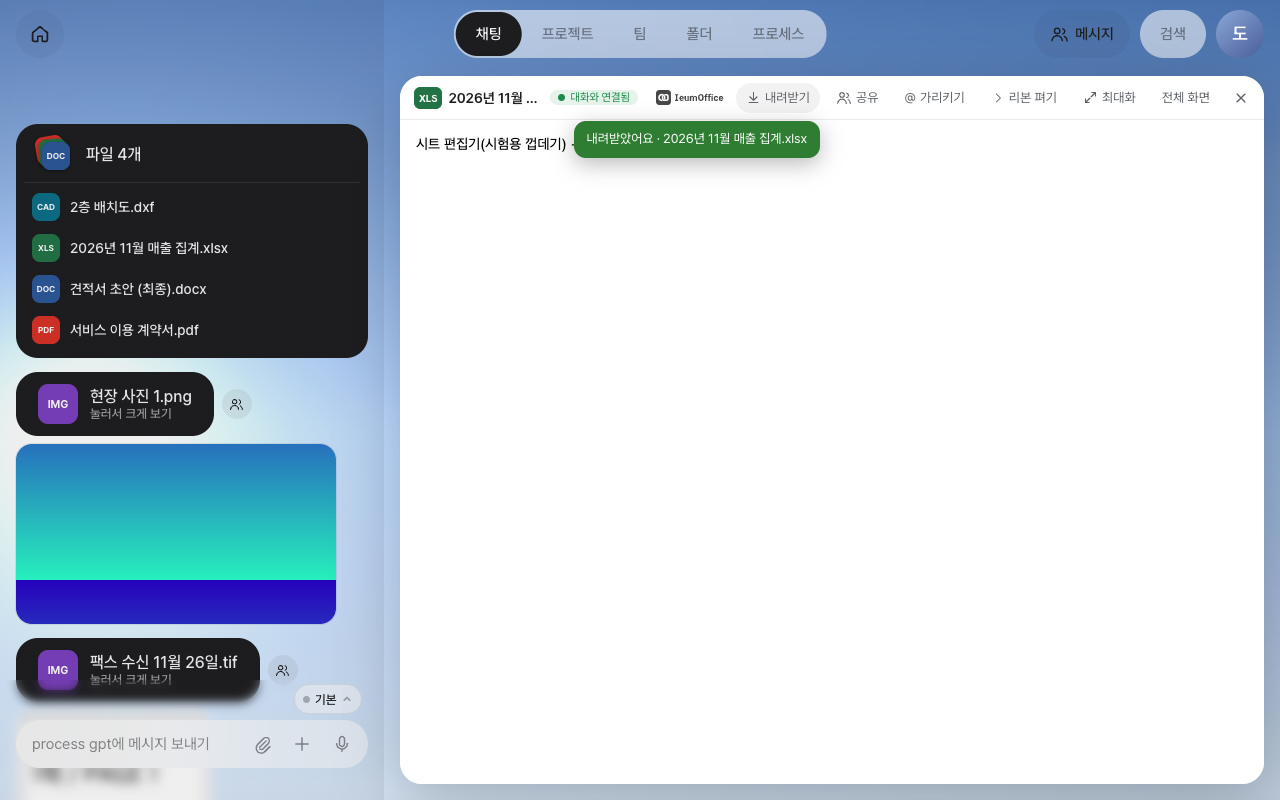 채팅
프로젝트
팀
폴더
프로세스
메시지
검색
도
DOC
파일 4개
CAD
2층 배치도.dxf
XLS
2026년 11월 매출 집계.xlsx
DOC
견적서 초안 (최종).docx
PDF
서비스 이용 계약서.pdf
IMG
현장 사진 1.png
눌러서 크게 보기
IMG
팩스 수신 11월 26일.tif
눌러서 크게 보기
기본
process gpt에 메시지 보내기
XLS
2026년 11월 ...
대화와 연결됨
IeumOffice
내려받기
공유
@ 가리키기
리본 펴기
최대화
전체 화면
시트 편집기(시험용 껍데기)
내려받았어요 · 2026년 11월 매출 집계.xlsx